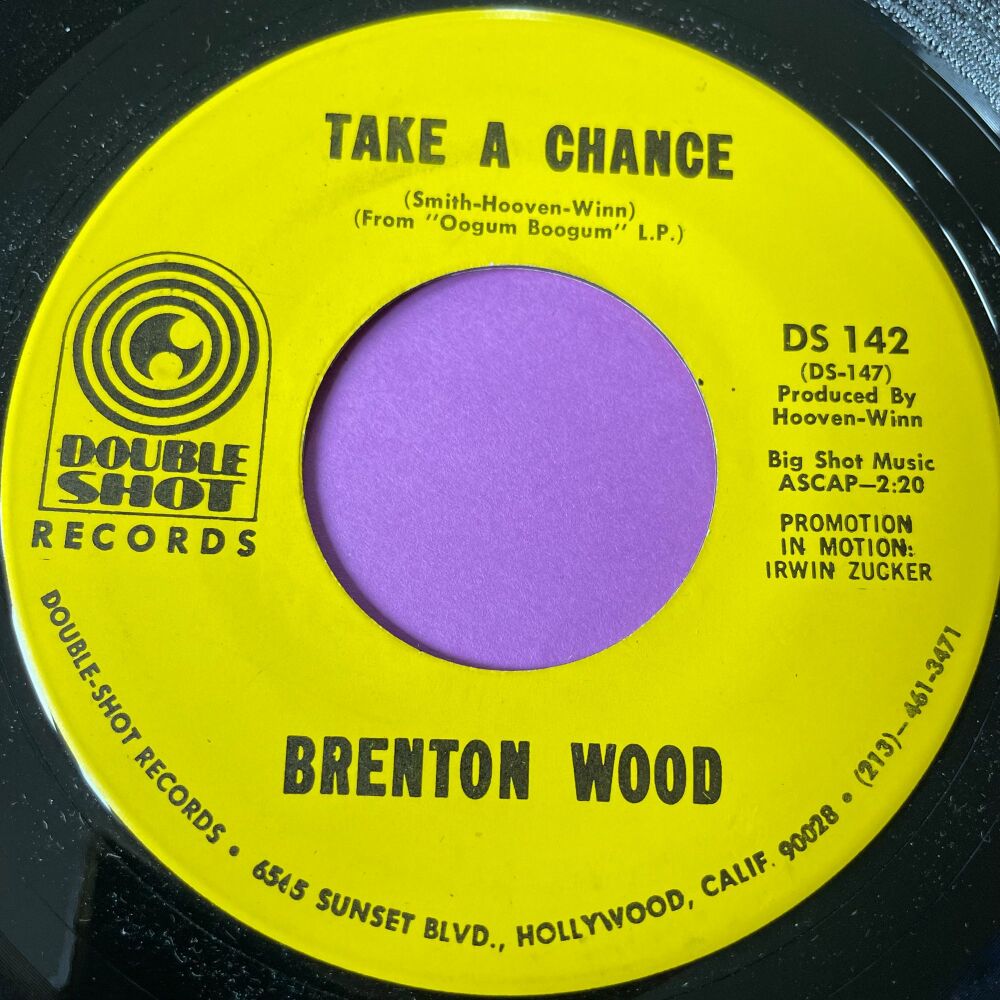 TAKE A CHANCE
(Smith-Hooven-Winn)
(From "Oogum Boogum" L.P.)
DOUBLE
SHOT
RECORDS
DS 142
(DS-147)
Produced By
Hooven-Winn
Big Shot Music
ASCAP—2:20
PROMOTION
IN MOTION:
IRWIN ZUCKER
BRENTON WOOD
DOUBLE-SHOT RECORDS • 6565 SUNSET BLVD., HOLLYWOOD, CALIF. 90028 • (213)—461-3471